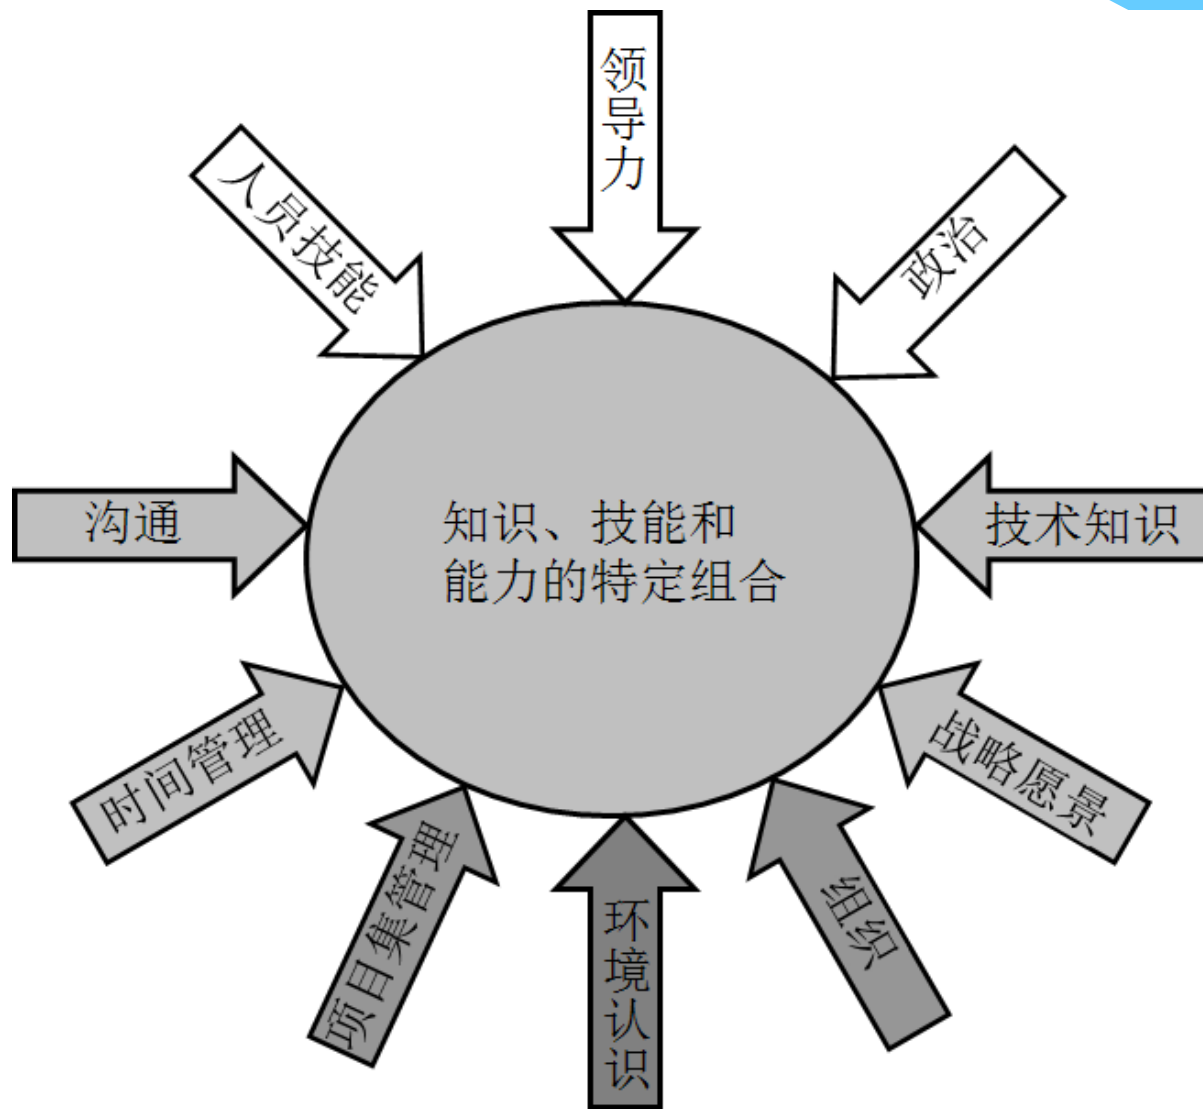 领导力
人员技能
政治
沟通
知识、技能和
能力的特定组合
技术知识
时间管理
战略愿景
项目集管理
环境认识
组织